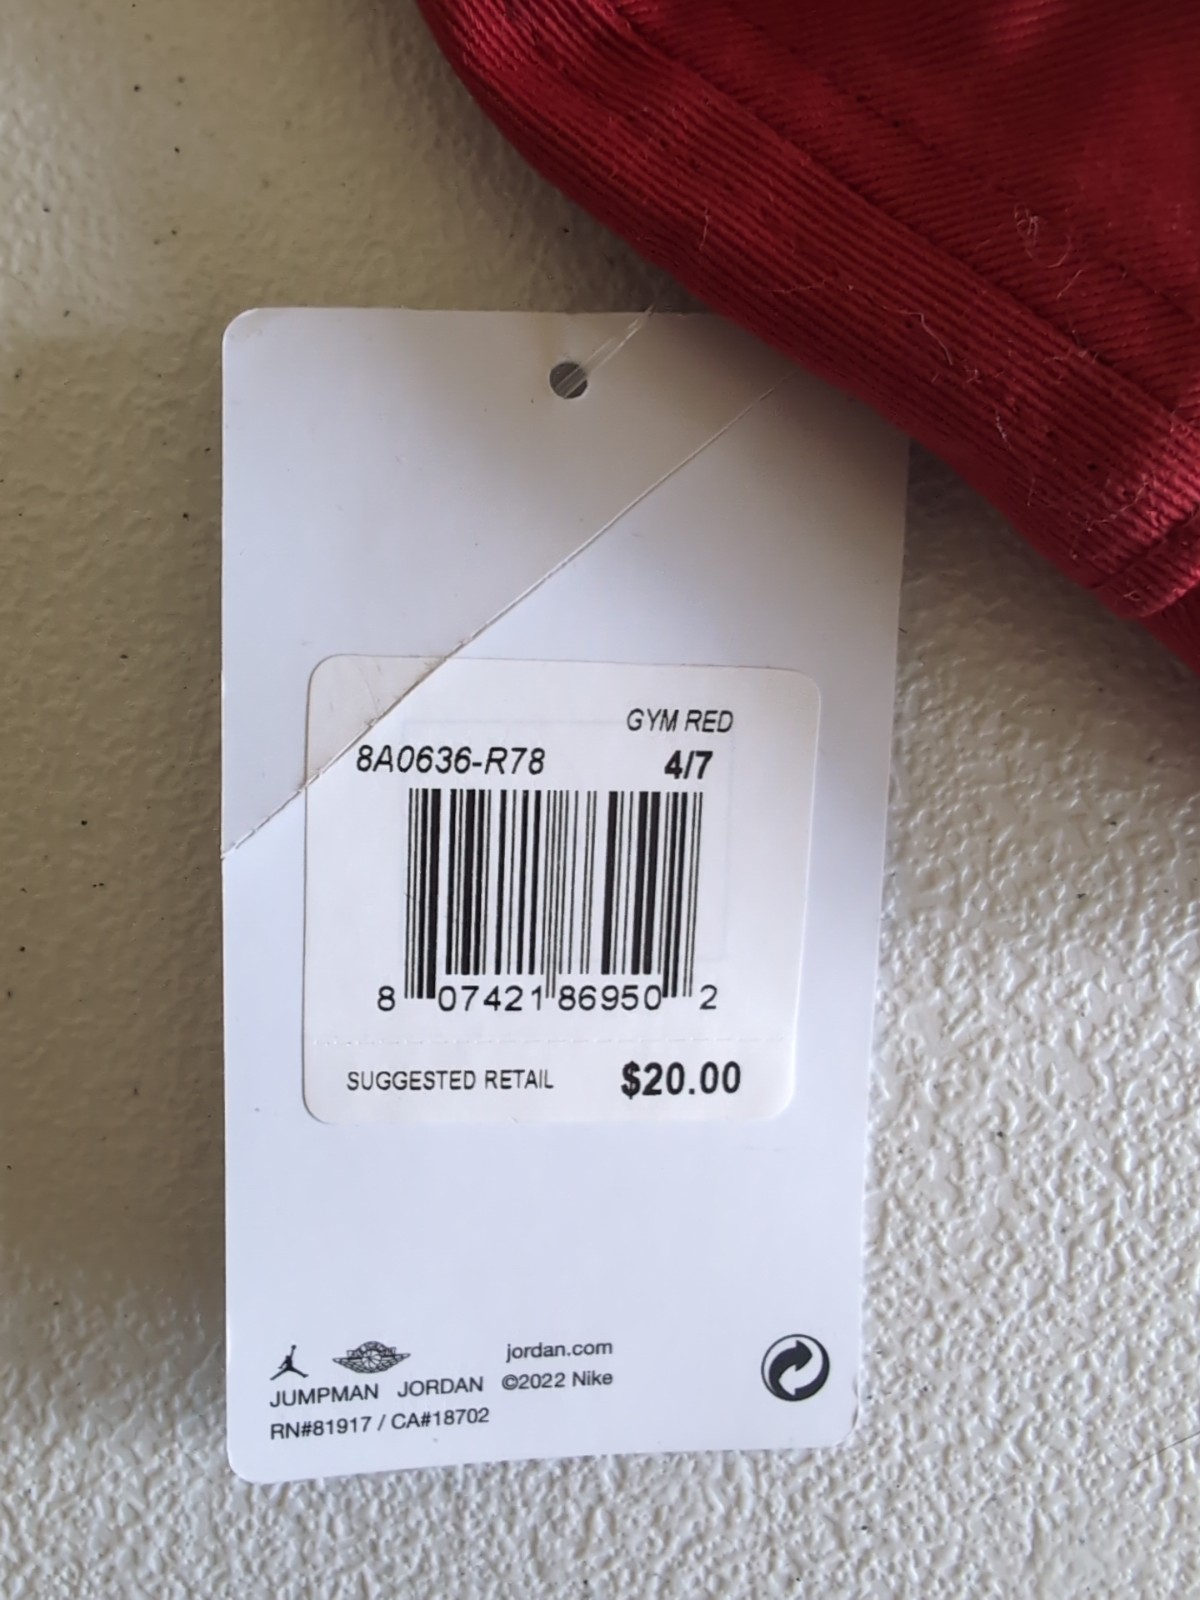 GYM RED
8A0636-R78 4/7
8 07421 86950 2
SUGGESTED RETAIL $20.00
jordan.com
JUMPMAN JORDAN ©2022 Nike
RN#81917 / CA#18702